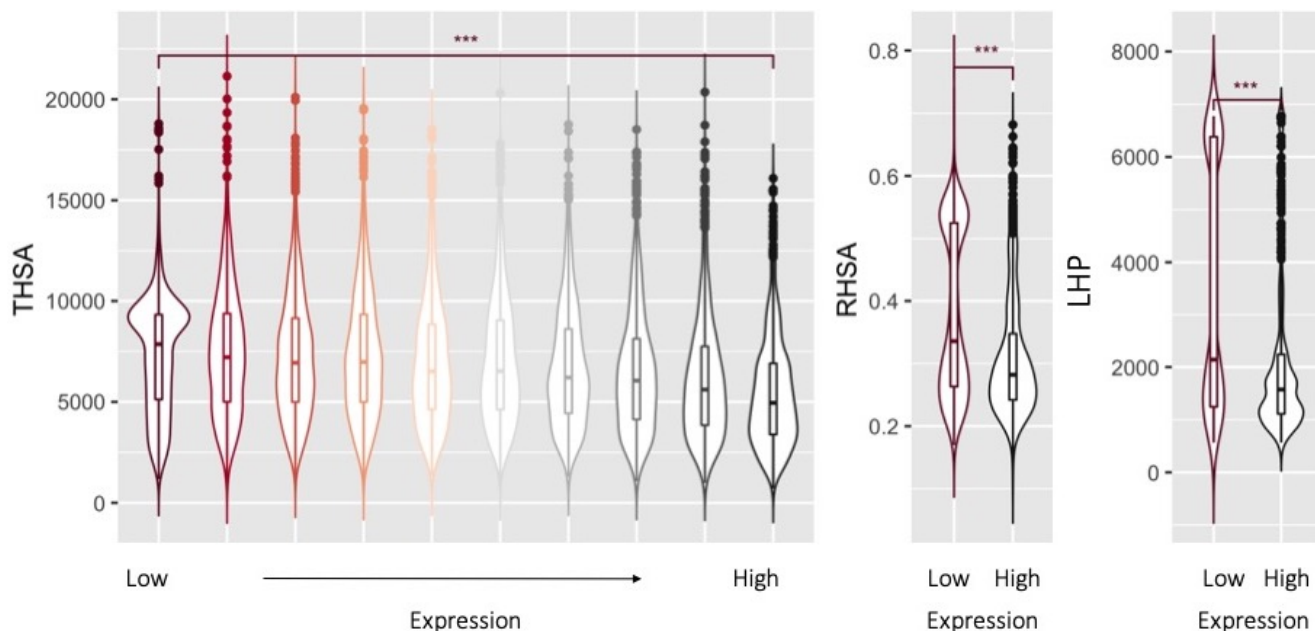 THSA
20000
15000
10000
5000
0
***
Low
High
Expression
RHSA
0.8
0.6
0.4
0.2
***
Low High
Expression
LHP
8000
6000
4000
2000
0
***
Low High
Expression